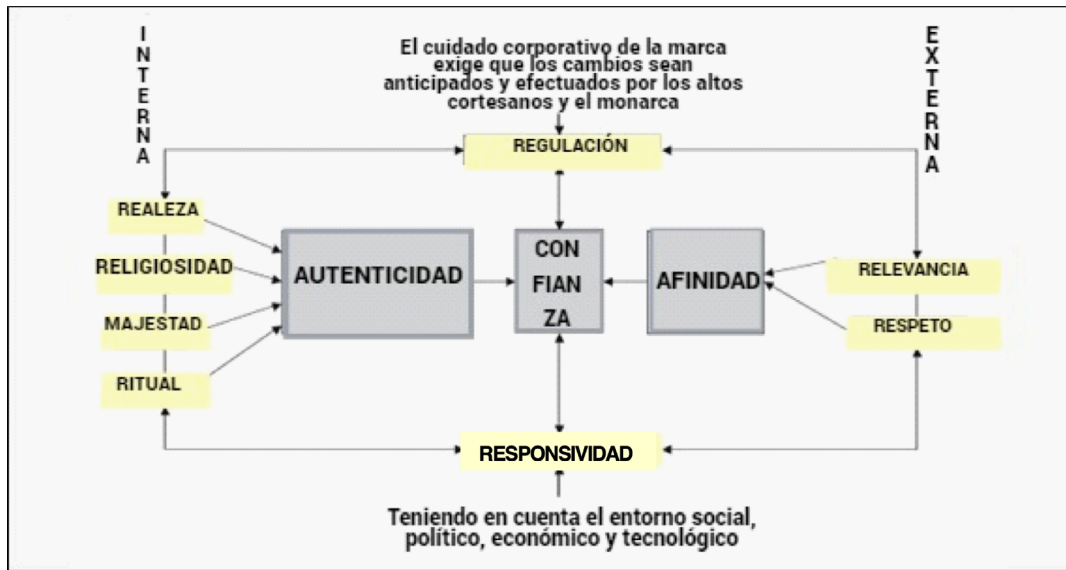 INTERNA
EXTERNA
El cuidado corporativo de la marca
exige que los cambios sean
anticipados y efectuados por los altos
cortesanos y el monarca
REGULACIÓN
REALEZA
RELIGIOSIDAD
MAJESTAD
RITUAL
AUTENTICIDAD
CON
FIAN
ZA
AFINIDAD
RELEVANCIA
RESPETO
RESPONSIVIDAD
Teniendo en cuenta el entorno social,
político, económico y tecnológico